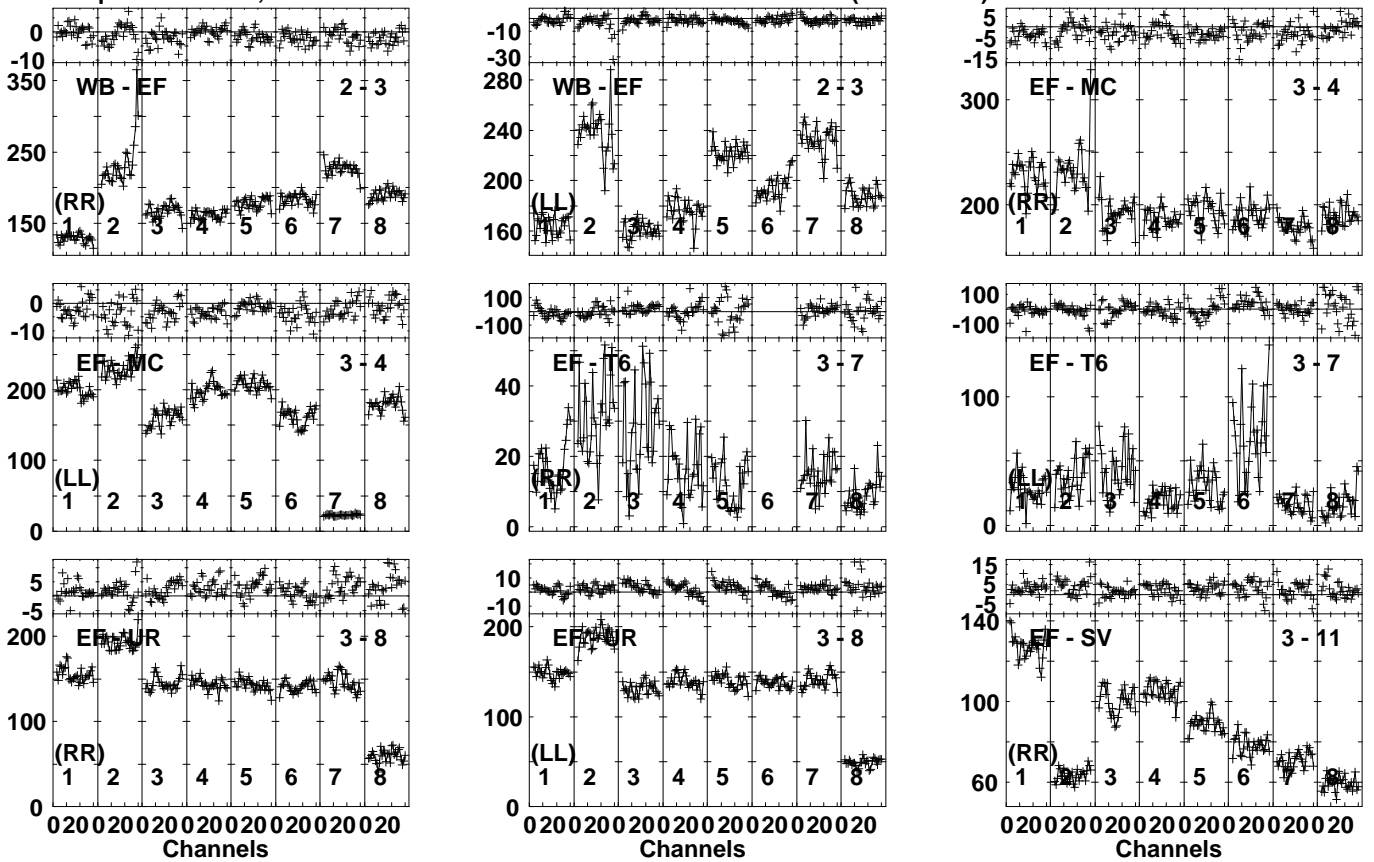 0
-10
350
250
150
WB - EF 2 - 3
(RR)
1 2 3 4 5 6 7 8
-10
-30
280
240
200
160
WB - EF 2 - 3
(LL)
1 2 3 4 5 6 7 8
5
-5
-15
300
200
EF - MC 3 - 4
(RR)
1 2 3 4 5 6 7 8
0
-10
200
100
0
EF - MC 3 - 4
(LL)
1 2 3 4 5 6 7 8
100
-100
40
20
0
EF - T6 3 - 7
(RR)
1 2 3 4 5 6 7 8
100
-100
100
0
EF - T6 3 - 7
(LL)
1 2 3 4 5 6 7 8
5
-5
200
100
0
EF - UR 3 - 8
(RR)
1 2 3 4 5 6 7 8
10
-10
200
100
0
EF - UR 3 - 8
(LL)
1 2 3 4 5 6 7 8
15
5
-5
140
100
60
EF - SV 3 - 11
(RR)
1 2 3 4 5 6 7 8
0 20 0 20 0 20 0 20 0 20 0 20 0 20 0 20
Channels
0 20 0 20 0 20 0 20 0 20 0 20 0 20 0 20
Channels
0 20 0 20 0 20 0 20 0 20 0 20 0 20 0 20
Channels